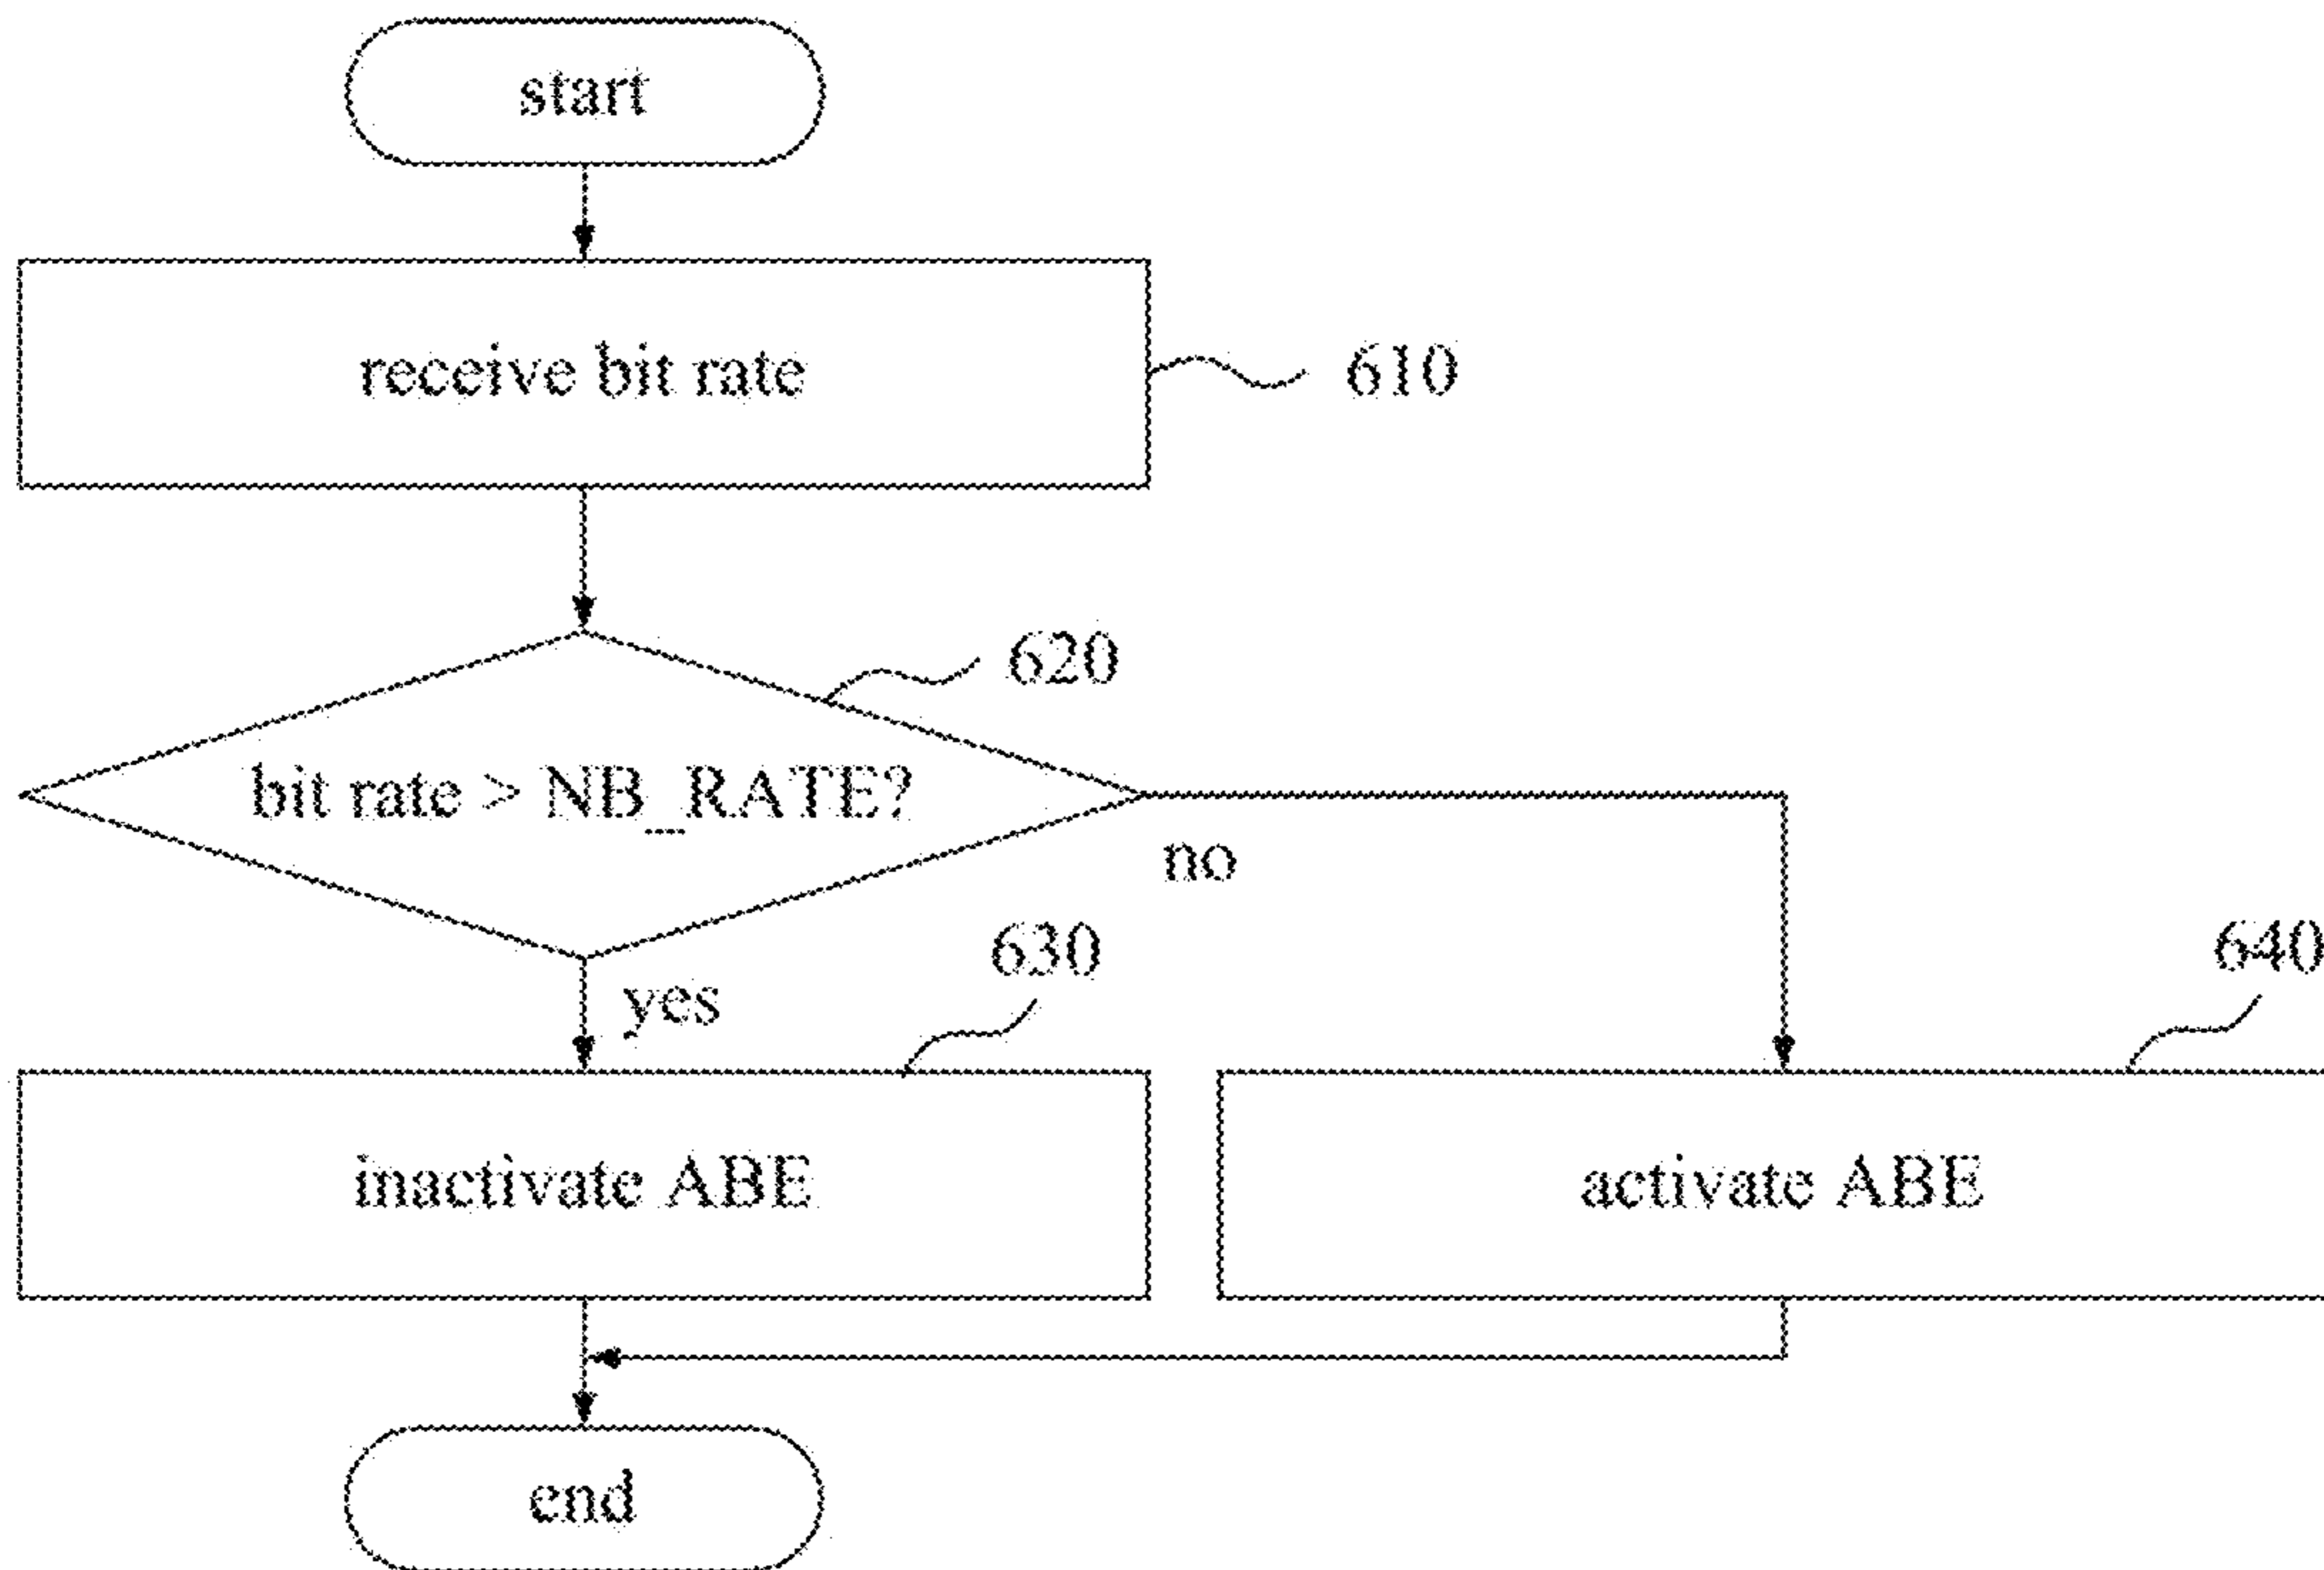 start
receive bit rate
610
620
bit rate > NB_RATE?
no
630
640
yes
inactivate ABE
activate ABE
end